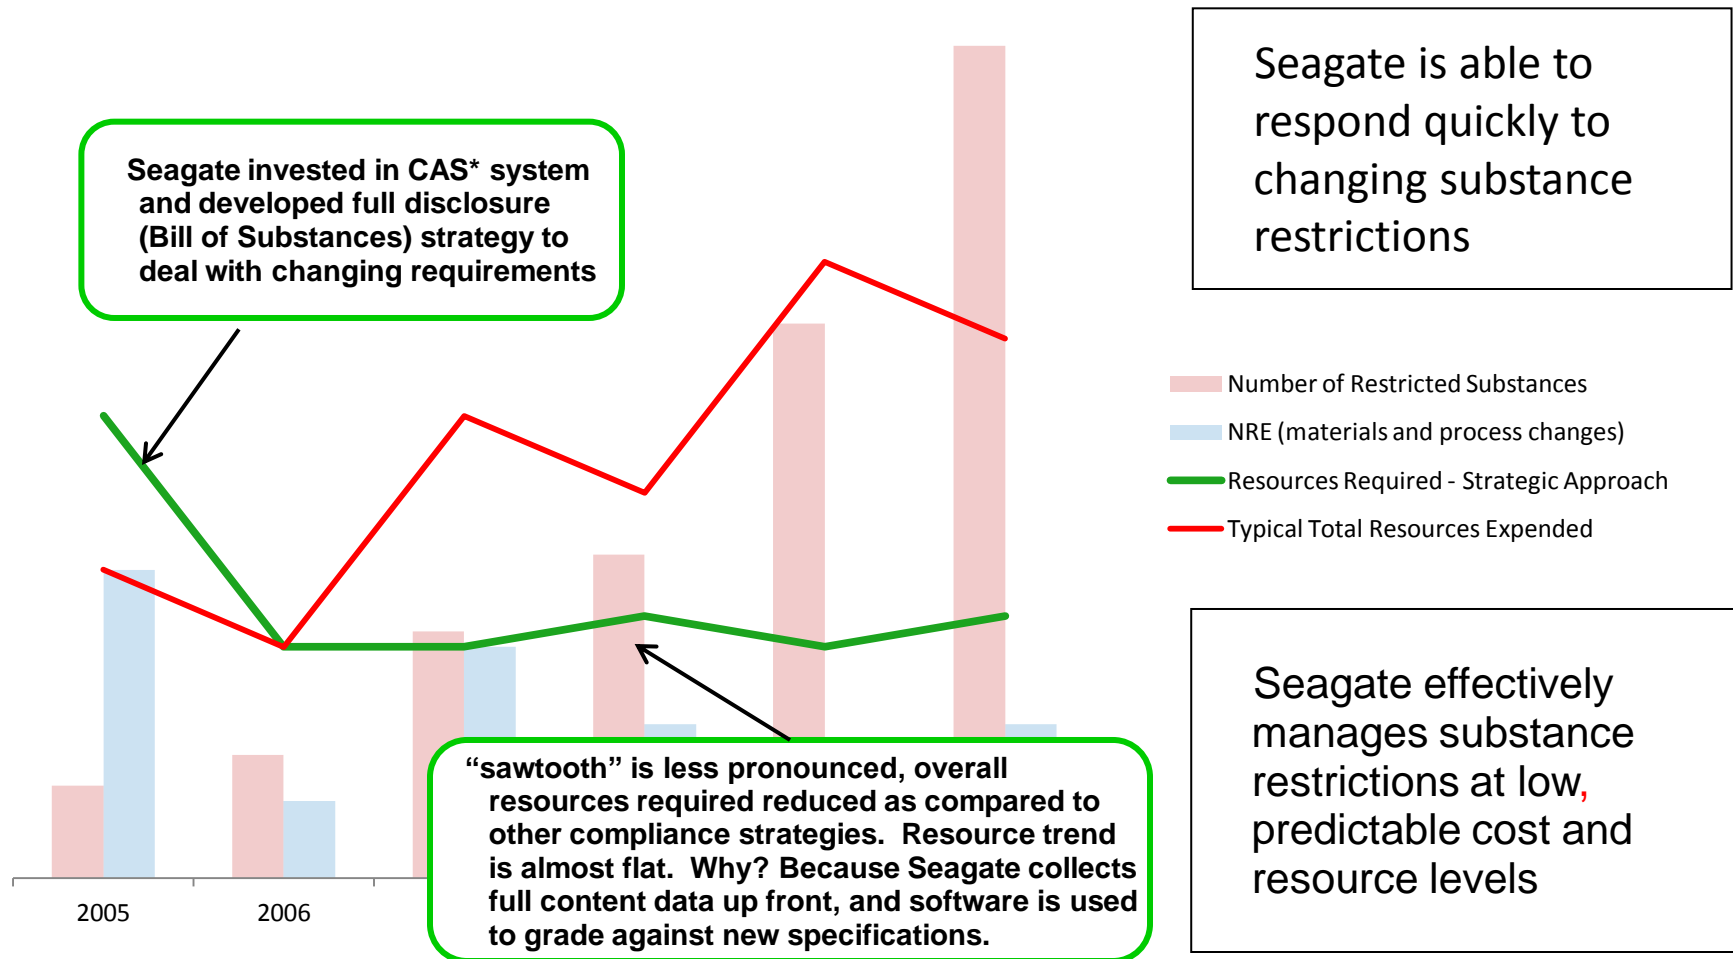 Seagate is able to
respond quickly to
changing substance
restrictions
Seagate invested in CAS* system
and developed full disclosure
(Bill of Substances) strategy to
deal with changing requirements
Number of Restricted Substances
NRE (materials and process changes)
Resources Required - Strategic Approach
Typical Total Resources Expended
Seagate effectively
manages substance
restrictions at low,
predictable cost and
resource levels
“sawtooth” is less pronounced, overall
resources required reduced as compared to
other compliance strategies.  Resource trend
is almost flat.  Why? Because Seagate collects
full content data up front, and software is used
to grade against new specifications.
2005
2006